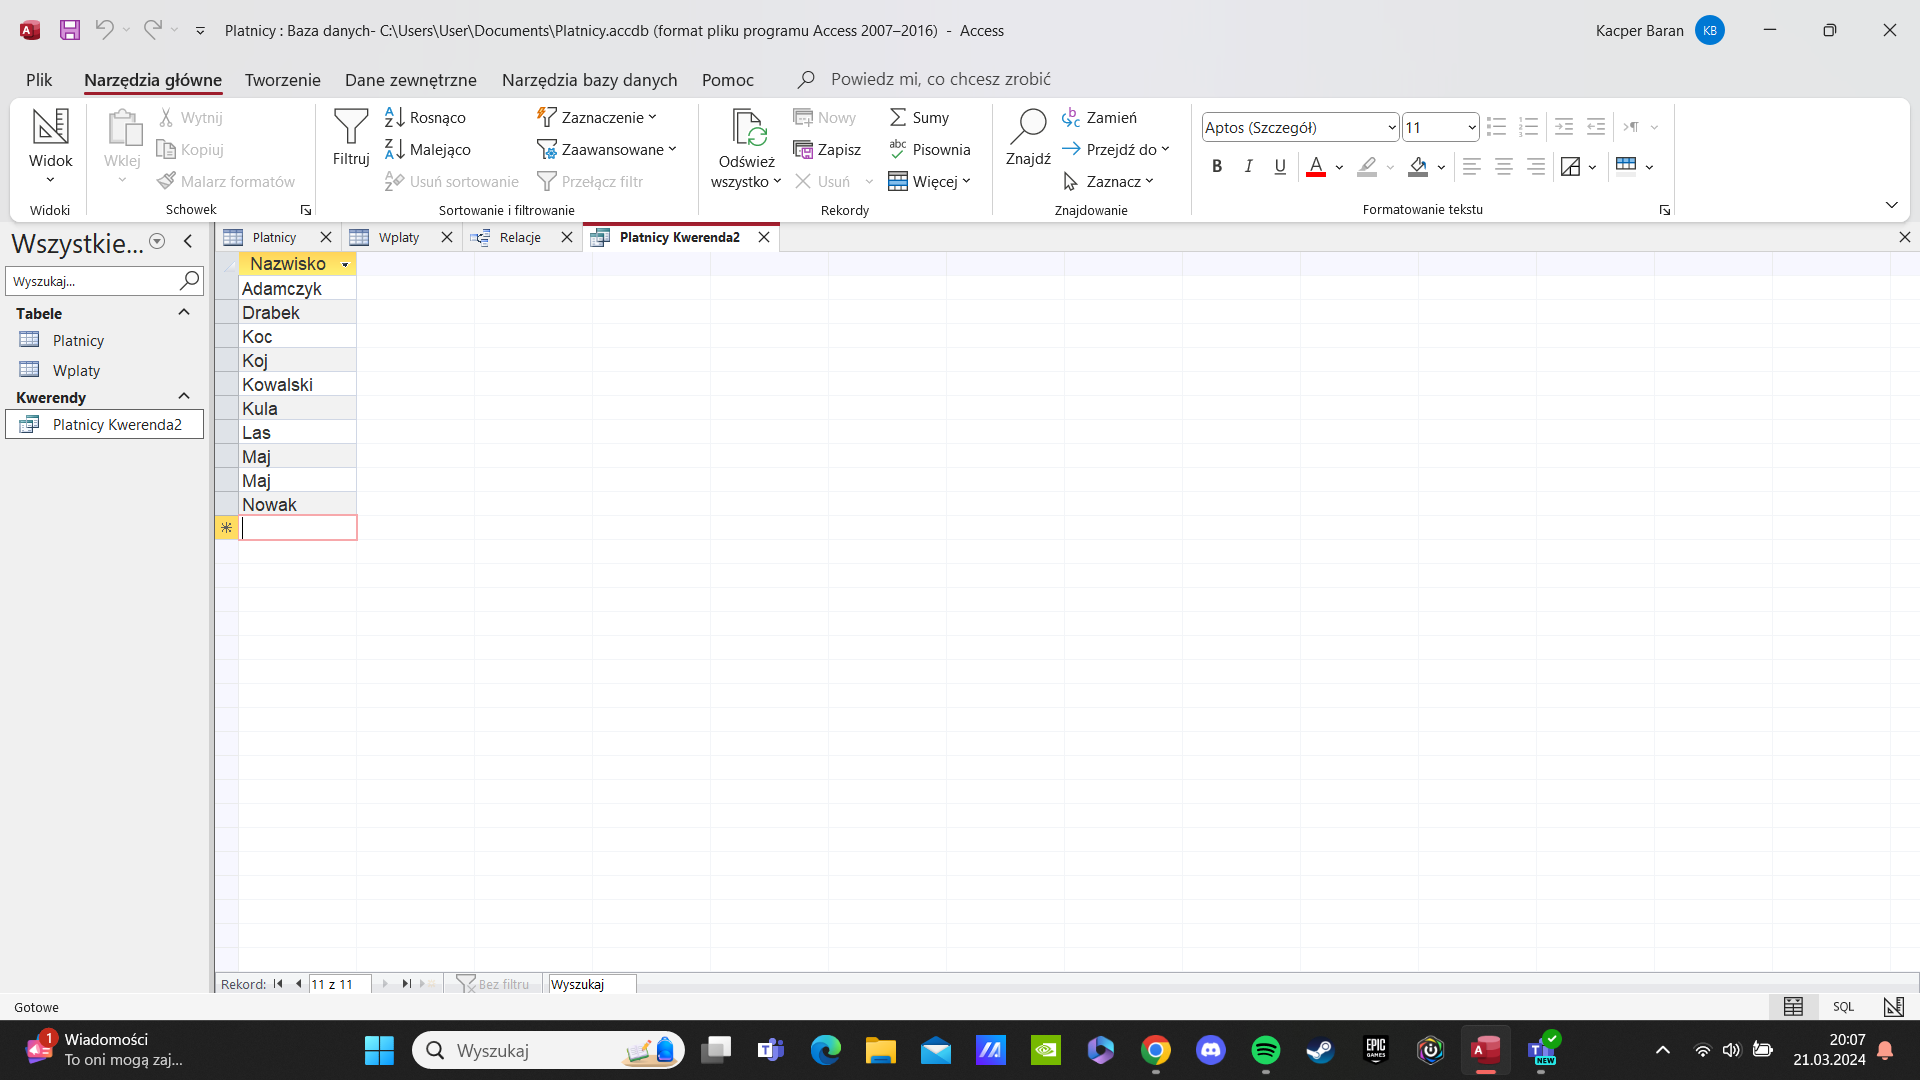 Platnicy : Baza danych- C:\Users\User\Documents\Platnicy.accdb (format pliku programu Access 2007–2016) - Access
Kacper Baran KB
Plik Narzędzia główne Tworzenie Dane zewnętrzne Narzędzia bazy danych Pomoc Powiedz mi, co chcesz zrobić
Widok
Widoki
Wklej
Wytnij
Kopiuj
Malarz formatów
Schowek
Filtruj
Rosnąco
Malejąco
Usuń sortowanie
Zaznaczenie
Zaawansowane
Przełącz filtr
Sortowanie i filtrowanie
Odśwież
wszystko
Nowy
Zapisz
Usuń
Sumy
Pisownia
Więcej
Rekordy
Znajdź
Zamień
Przejdź do
Zaznacz
Znajdowanie
Aptos (Szczegół) 11
B I U A
Formatowanie tekstu
Wszystkie...
Wyszukaj...
Tabele
Platnicy
Wplaty
Kwerendy
Platnicy Kwerenda2
Platnicy Wplaty Relacje Platnicy Kwerenda2
Nazwisko
Adamczyk
Drabek
Koc
Koj
Kowalski
Kula
Las
Maj
Maj
Nowak
Rekord: 11 z 11 Bez filtru Wyszukaj
Gotowe
SQL
1
Wiadomości
To oni mogą zaj...
Wyszukaj
EPIC
GAMES
NEW
20:07
21.03.2024